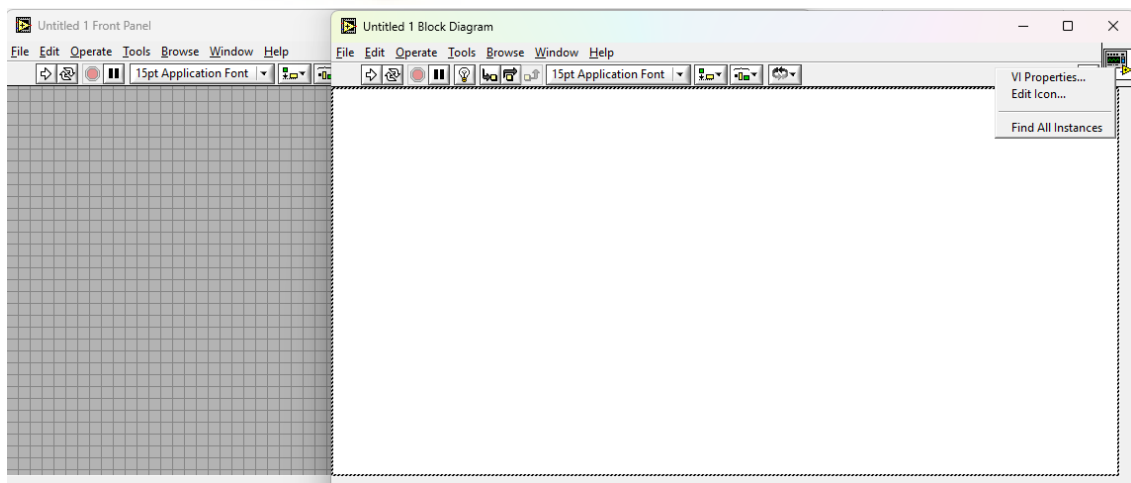 Untitled 1 Front Panel
File Edit Operate Tools Browse Window Help
15pt Application Font
Untitled 1 Block Diagram
File Edit Operate Tools Browse Window Help
15pt Application Font
VI Properties...
Edit Icon...
Find All Instances